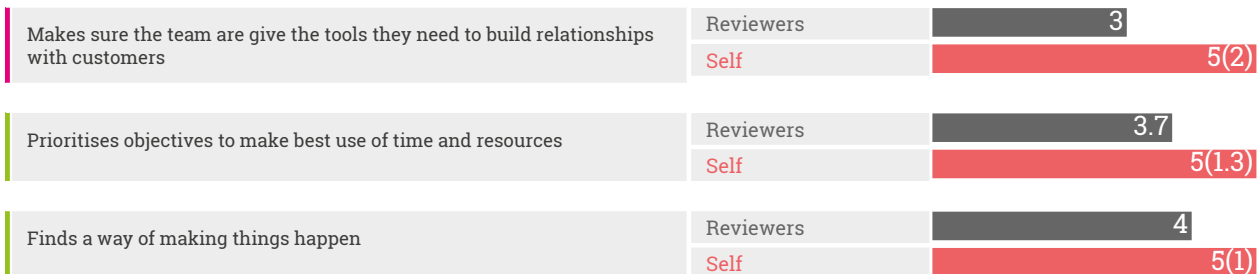 Makes sure the team are give the tools they need to build relationships
with customers
Reviewers
3
Self
5(2)
Prioritises objectives to make best use of time and resources
Reviewers
3.7
Self
5(1.3)
Finds a way of making things happen
Reviewers
4
Self
5(1)